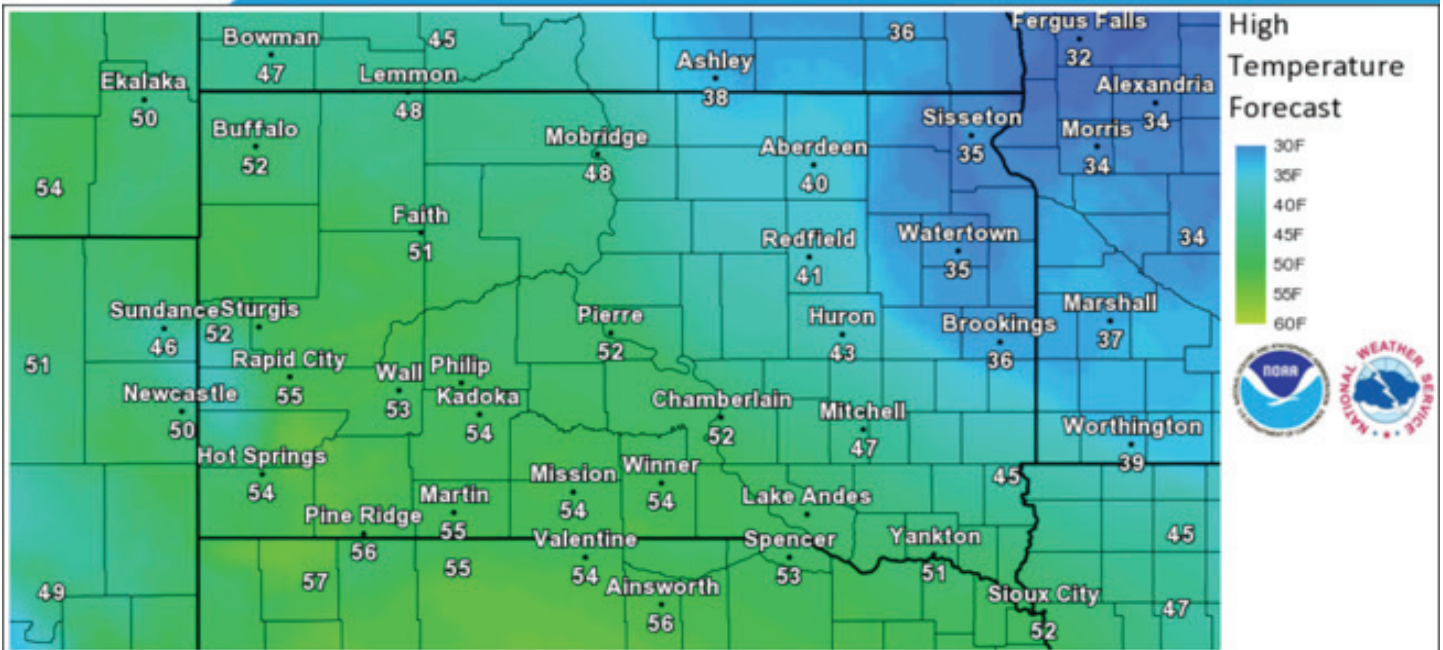 High
Temperature
Forecast
30F
35F
40F
45F
50F
55F
60F
NOAA
NATIONAL WEATHER SERVICE
Bowman
47
45
Lemmon
48
36
Ashley
38
Fergus Falls
32
Ekalaka
50
Alexandria
34
Buffalo
52
Mobridge
48
Aberdeen
40
Sisseton
35
Morris
34
54
Faith
51
Redfield
41
Watertown
35
34
Sundance
46
Sturgis
52
Pierre
52
Huron
43
Brookings
36
Marshall
37
51
Rapid City
55
Wall
53
Philip
Kadoka
54
Newcastle
50
Chamberlain
52
Mitchell
47
Worthington
39
Hot Springs
54
Mission
54
Winner
54
45
Martin
55
Lake Andes
Pine Ridge
56
Valentine
54
Spencer
53
Yankton
51
45
49
57
55
Ainsworth
56
Sioux City
52
47